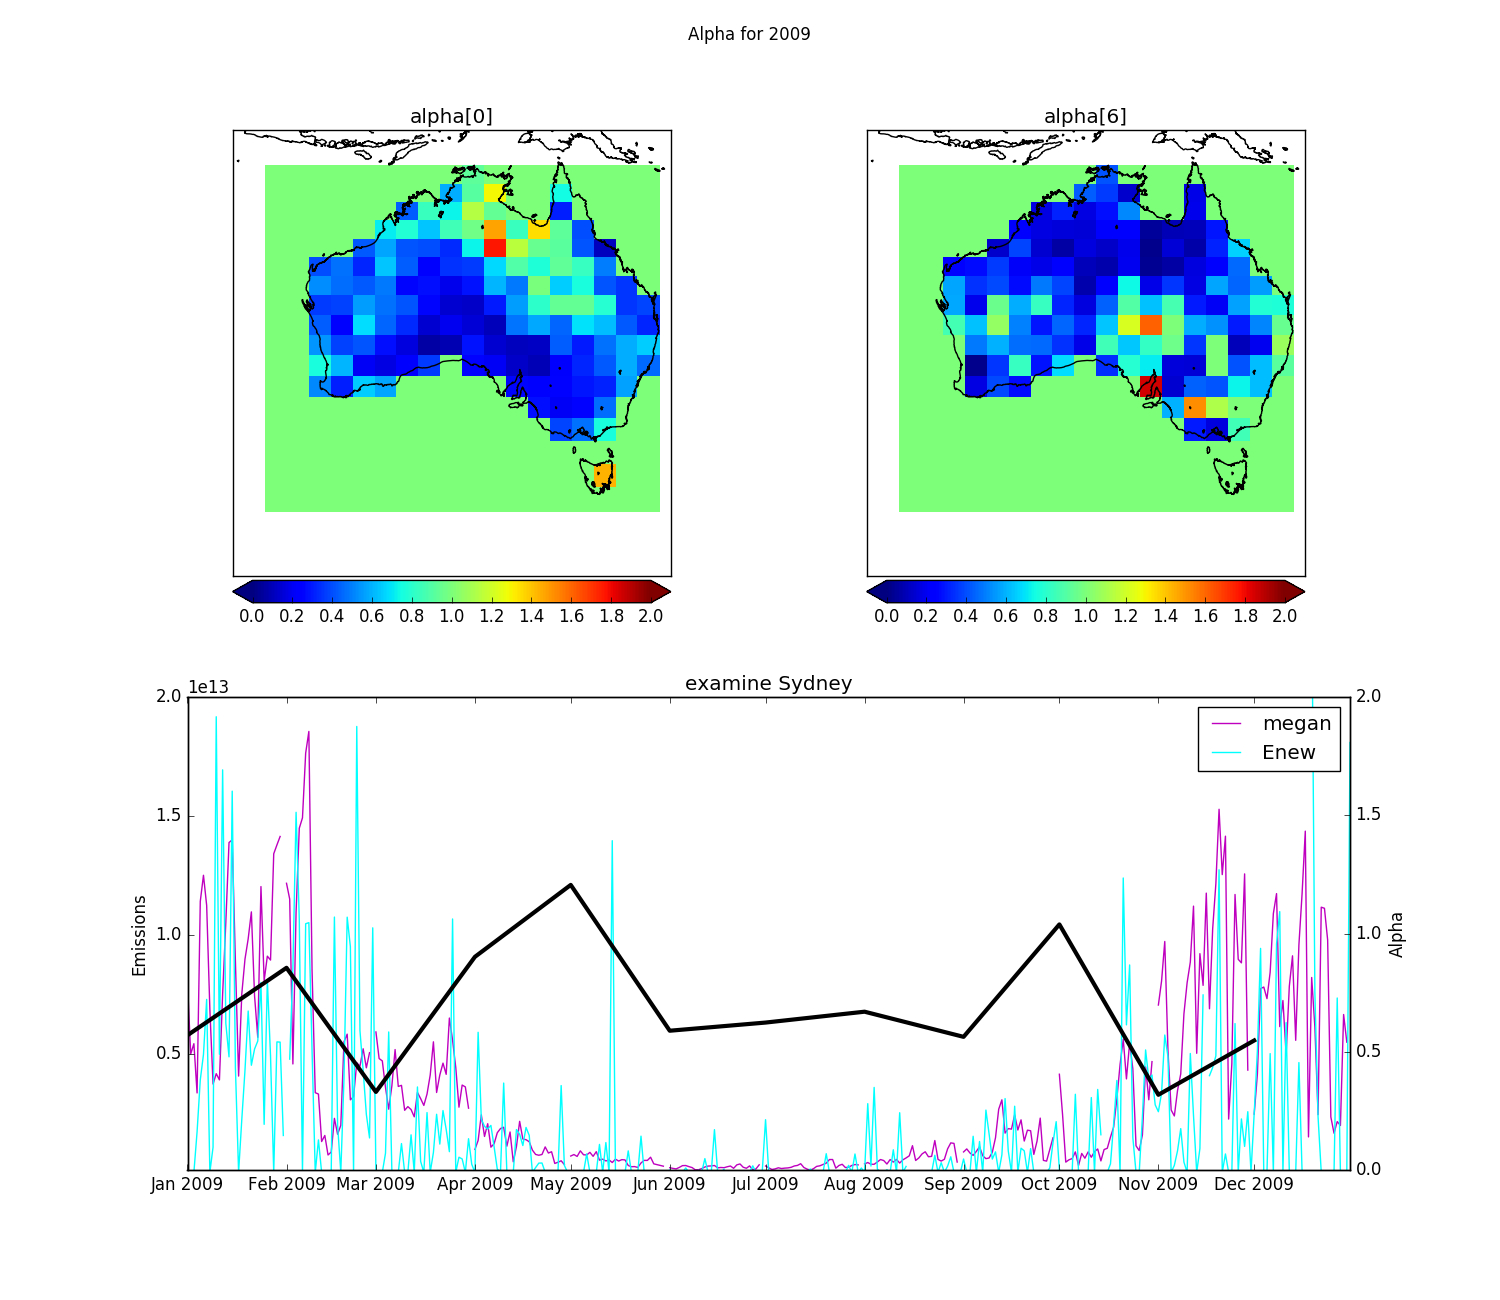 Alpha for 2009
alpha[0]
alpha[6]
0.0 0.2 0.4 0.6 0.8 1.0 1.2 1.4 1.6 1.8 2.0
0.0 0.2 0.4 0.6 0.8 1.0 1.2 1.4 1.6 1.8 2.0
examine Sydney
1e13
2.0
1.5
1.0
0.5
Emissions
megan
Enew
2.0
1.5
1.0
0.5
0.0
Alpha
Jan 2009 Feb 2009 Mar 2009 Apr 2009 May 2009 Jun 2009 Jul 2009 Aug 2009 Sep 2009 Oct 2009 Nov 2009 Dec 2009